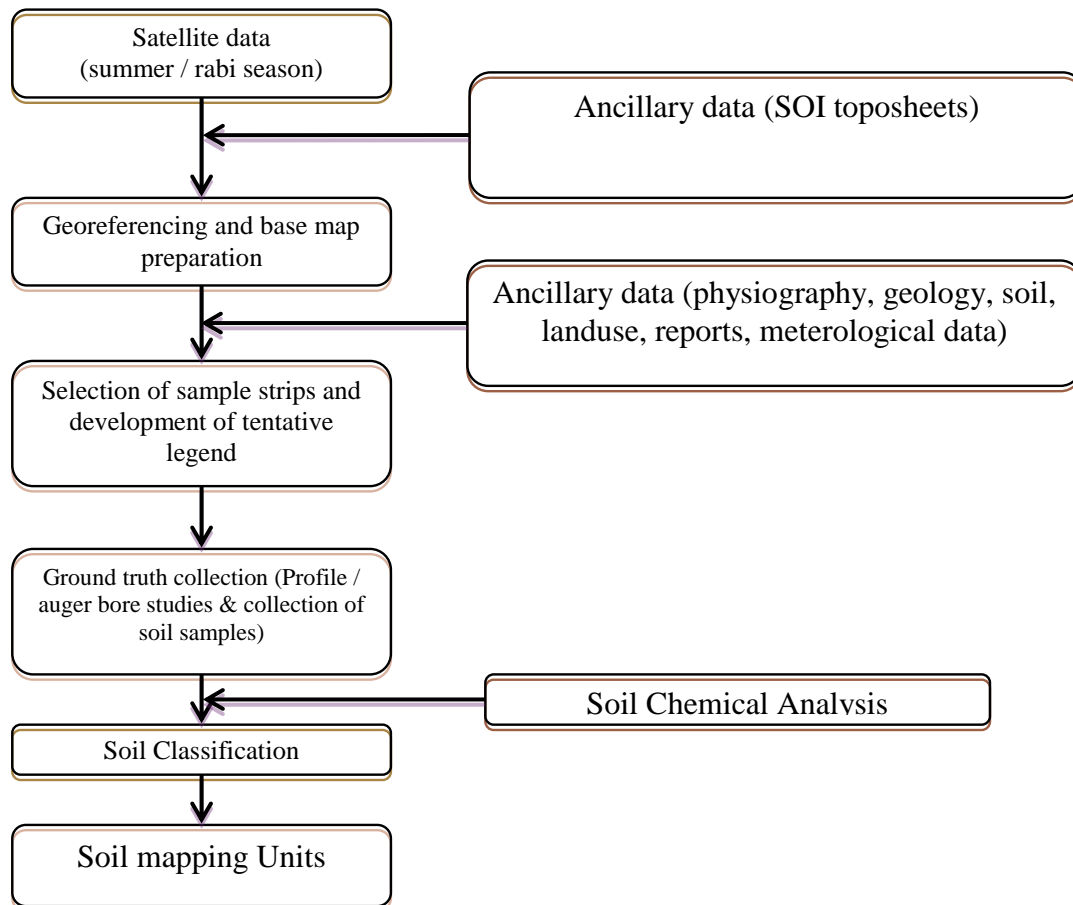 Satellite data
(summer / rabi season)
Ancillary data (SOI toposheets)
Georeferencing and base map
preparation
Ancillary data (physiography, geology, soil,
landuse, reports, meterological data)
Selection of sample strips and
development of tentative
legend
Ground truth collection (Profile /
auger bore studies & collection of
soil samples)
Soil Chemical Analysis
Soil Classification
Soil mapping Units